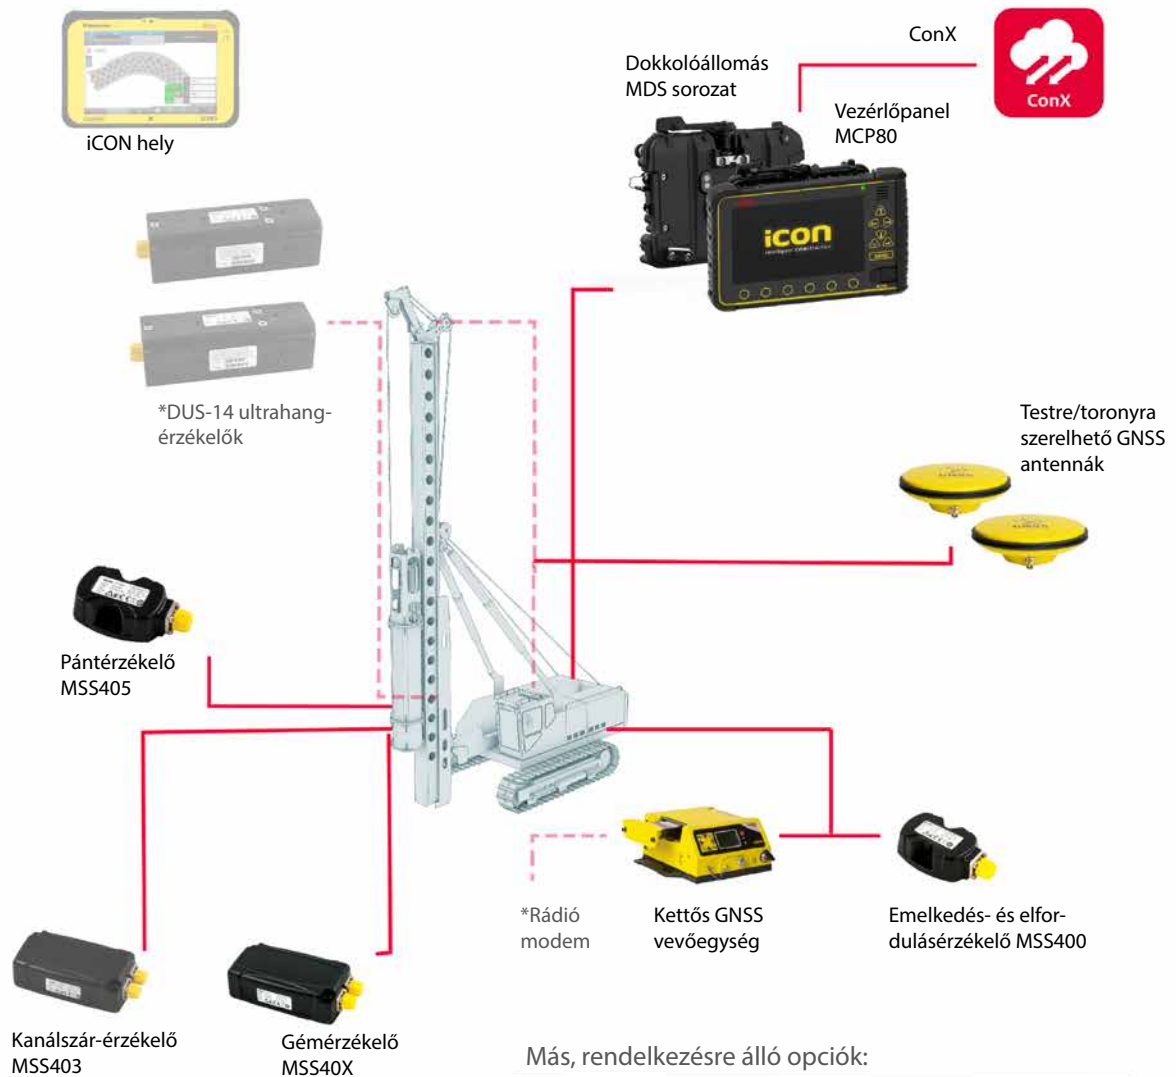 ConX
Dokkolóállomás
MDS sorozat
ConX
Vezérlőpanel
MCP80
iCON hely
iCON
intelligent CONstruction
*DUS-14 ultrahang-
érzékelők
Testre/toronyra
szerelhető GNSS
antennák
Pántérzékelő
MSS405
*Rádió
modem
Kettős GNSS
vevőegység
Emelkedés- és elfor-
dulásérzékelő MSS400
Kanálszár-érzékelő
MSS403
Gémérzékelő
MSS40X
Más, rendelkezésre álló opciók: